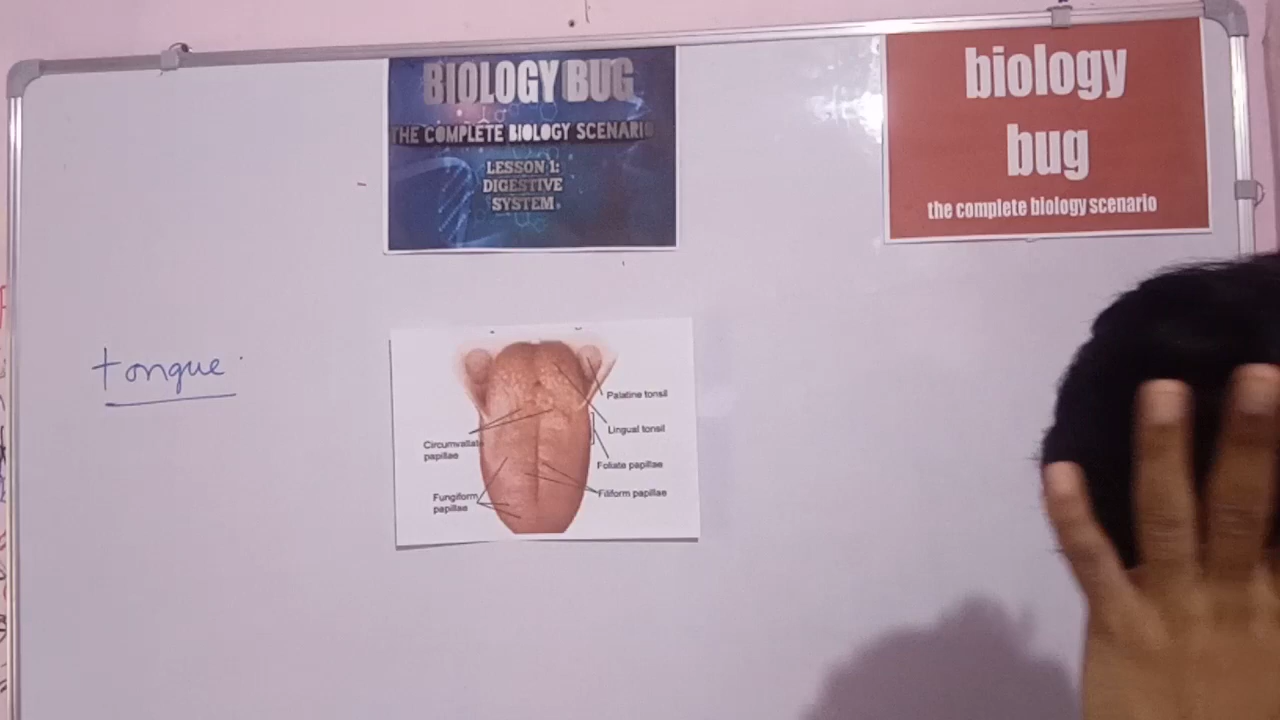 BIOLOGY BUG
THE COMPLETE BIOLOGY SCENARIO
LESSON 1:
DIGESTIVE
SYSTEM.
biology
bug
the complete biology scenario
tongue
Palatine tonsil
Lingual tonsil
Circumvallate
papillae
Foliate papillae
Filiform papillae
Fungiform
papillae